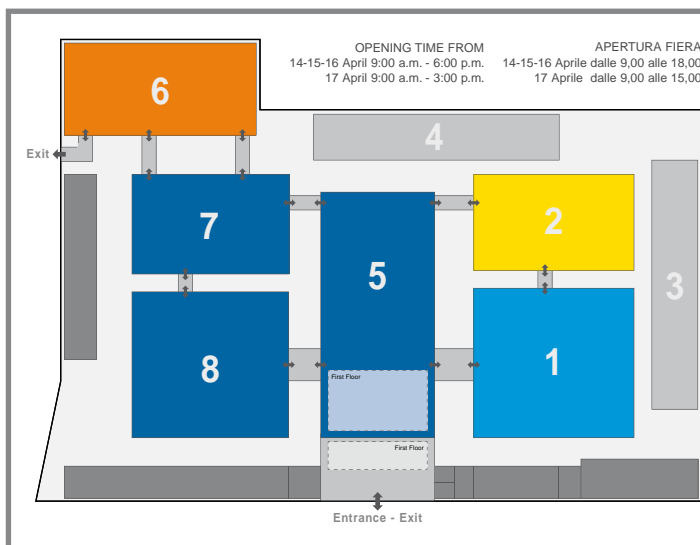 OPENING TIME FROM
14-15-16 April 9:00 a.m. - 6:00 p.m.
17 April 9:00 a.m. - 3:00 p.m.
APERTURA FIERA
14-15-16 Aprile dalle 9,00 alle 18,00
17 Aprile dalle 9,00 alle 15,00
6
4
Exit
7
2
5
3
8
1
First Floor
First Floor
Entrance - Exit